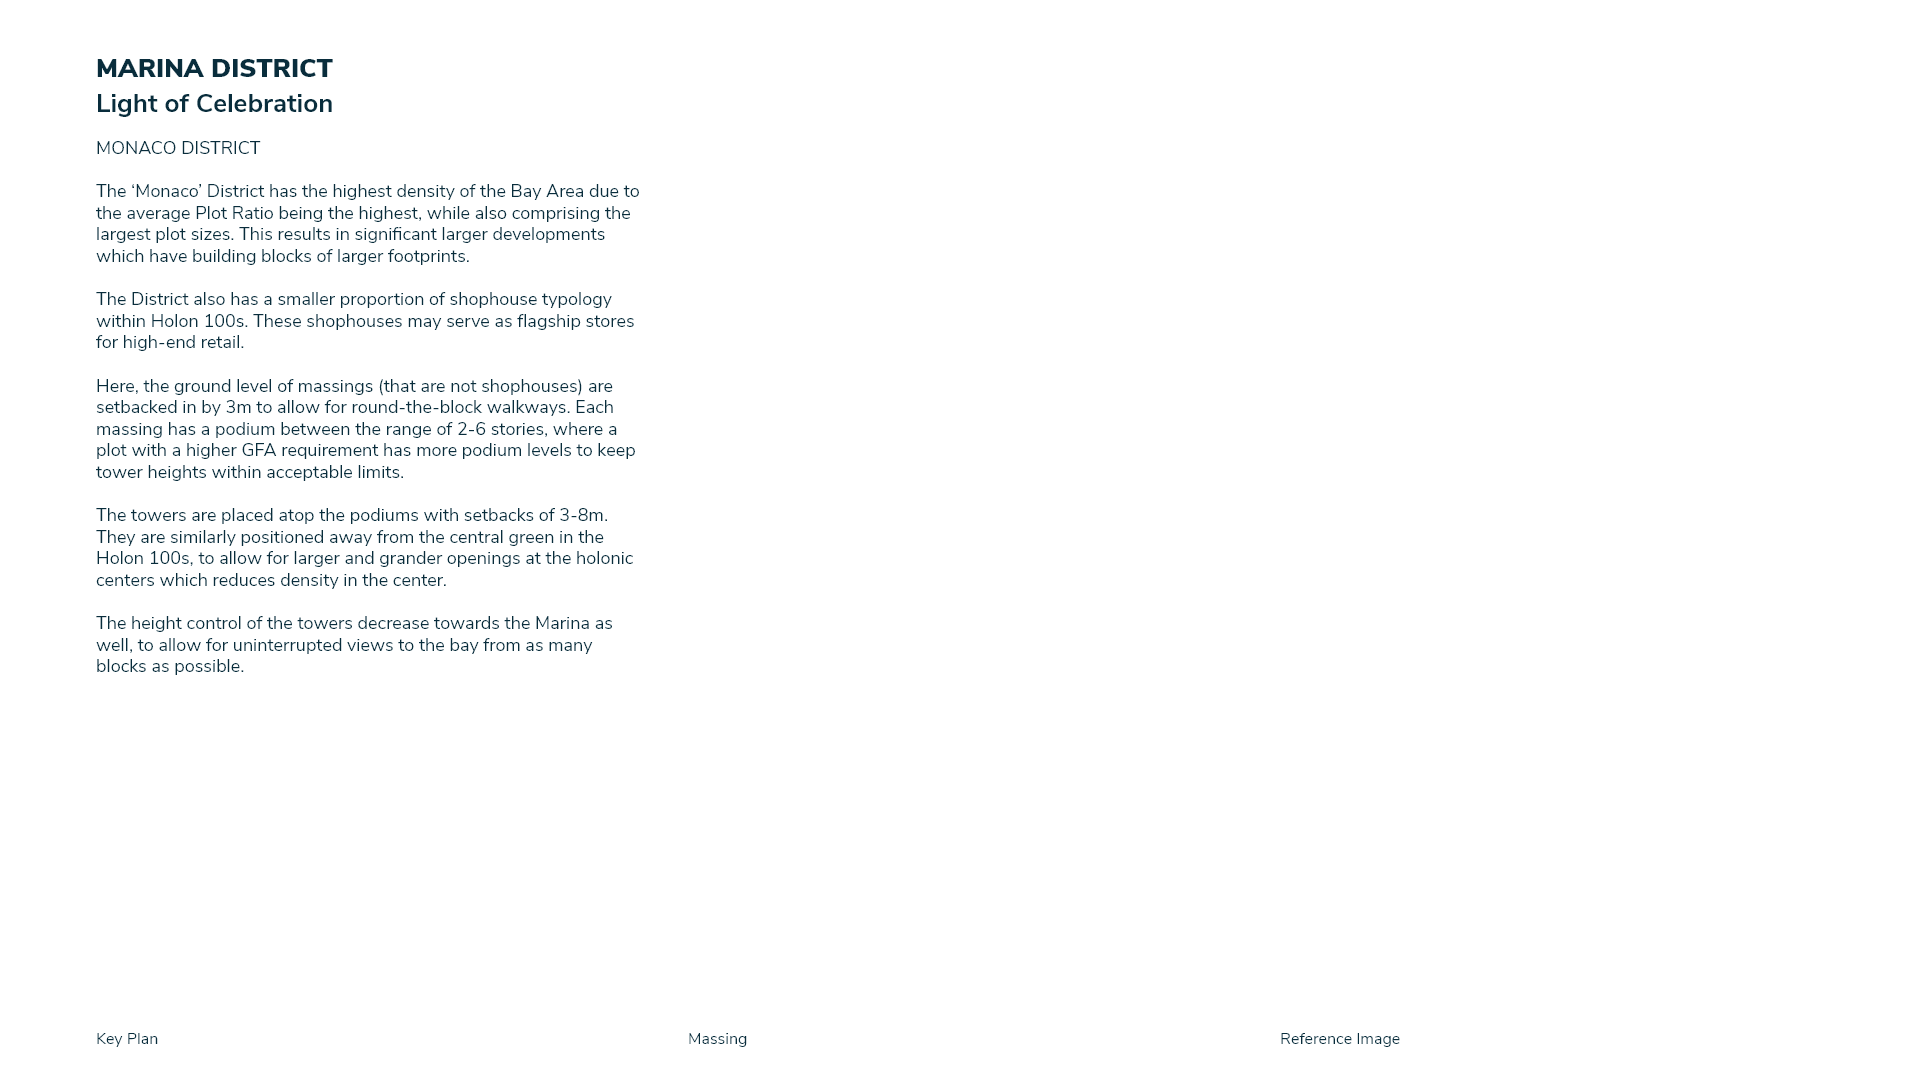 MARINA DISTRICT
Light of Celebration
MONACO DISTRICT
The ‘Monaco’ District has the highest density of the Bay Area due to
the average Plot Ratio being the highest, while also comprising the
largest plot sizes. This results in significant larger developments
which have building blocks of larger footprints.
The District also has a smaller proportion of shophouse typology
within Holon 100s. These shophouses may serve as flagship stores
for high-end retail.
Here, the ground level of massings (that are not shophouses) are
setbacked in by 3m to allow for round-the-block walkways. Each
massing has a podium between the range of 2-6 stories, where a
plot with a higher GFA requirement has more podium levels to keep
tower heights within acceptable limits.
The towers are placed atop the podiums with setbacks of 3-8m.
They are similarly positioned away from the central green in the
Holon 100s, to allow for larger and grander openings at the holonic
centers which reduces density in the center.
The height control of the towers decrease towards the Marina as
well, to allow for uninterrupted views to the bay from as many
blocks as possible.
Key Plan
Massing
Reference Image